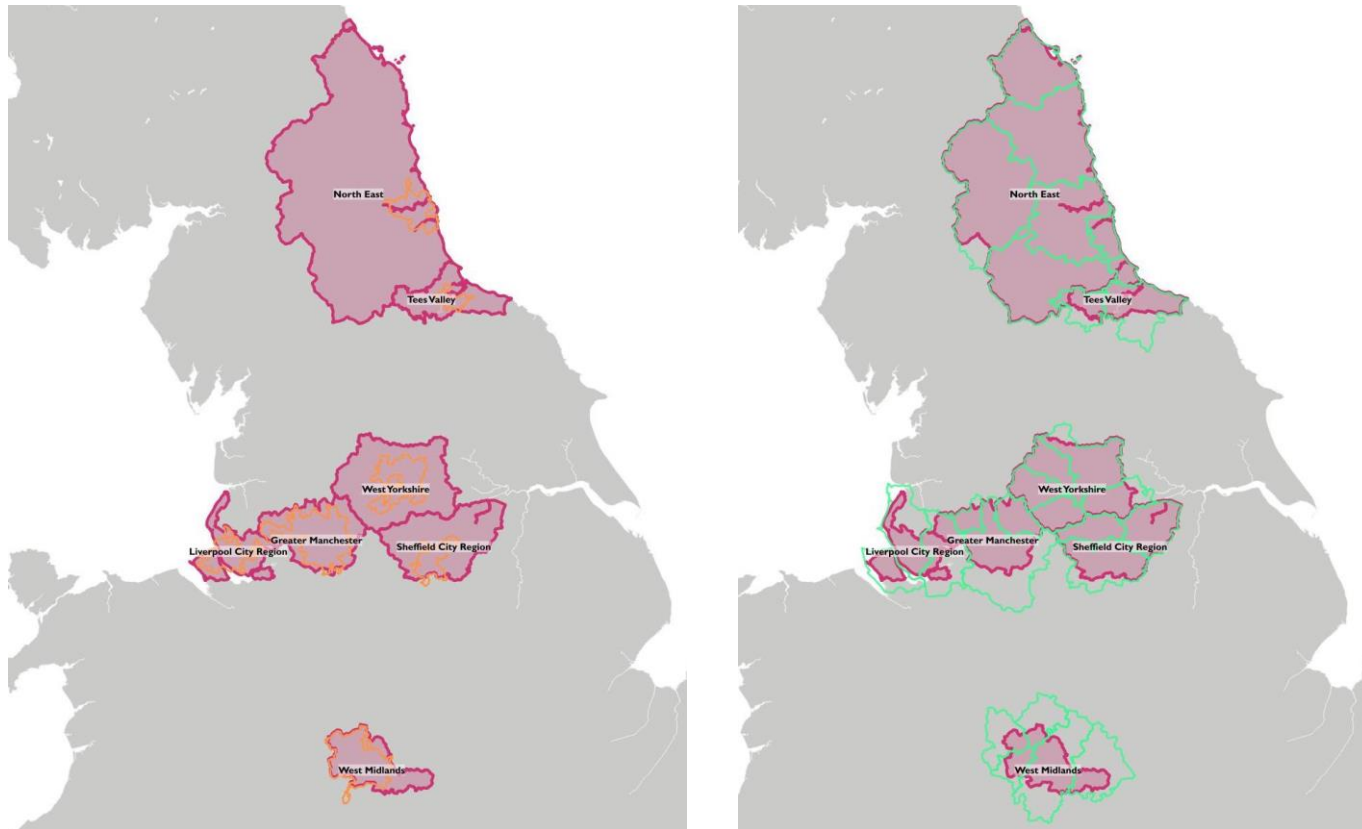 North East
Tees Valley
West Yorkshire
Greater Manchester
Liverpool City Region
Sheffield City Region
West Midlands
North East
Tees Valley
West Yorkshire
Greater Manchester
Liverpool City Region
Sheffield City Region
West Midlands